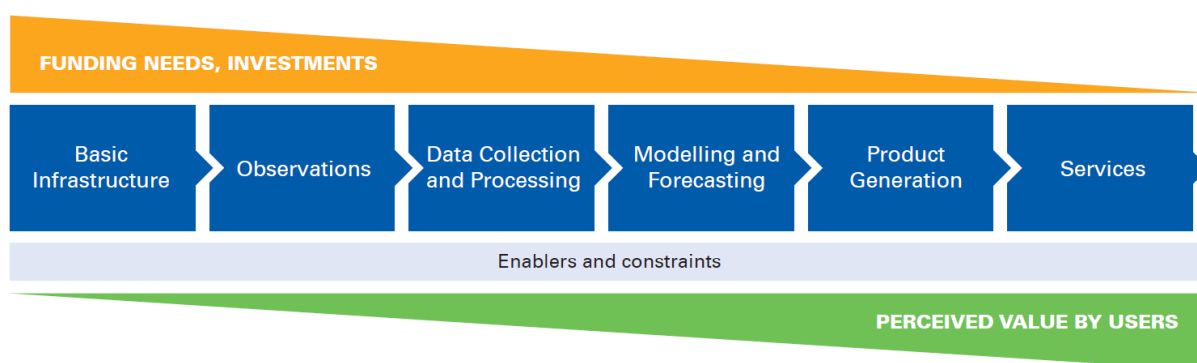 FUNDING NEEDS, INVESTMENTS
Basic
Infrastructure
Observations
Data Collection
and Processing
Modelling and
Forecasting
Product
Generation
Services
Enablers and constraints
PERCEIVED VALUE BY USERS